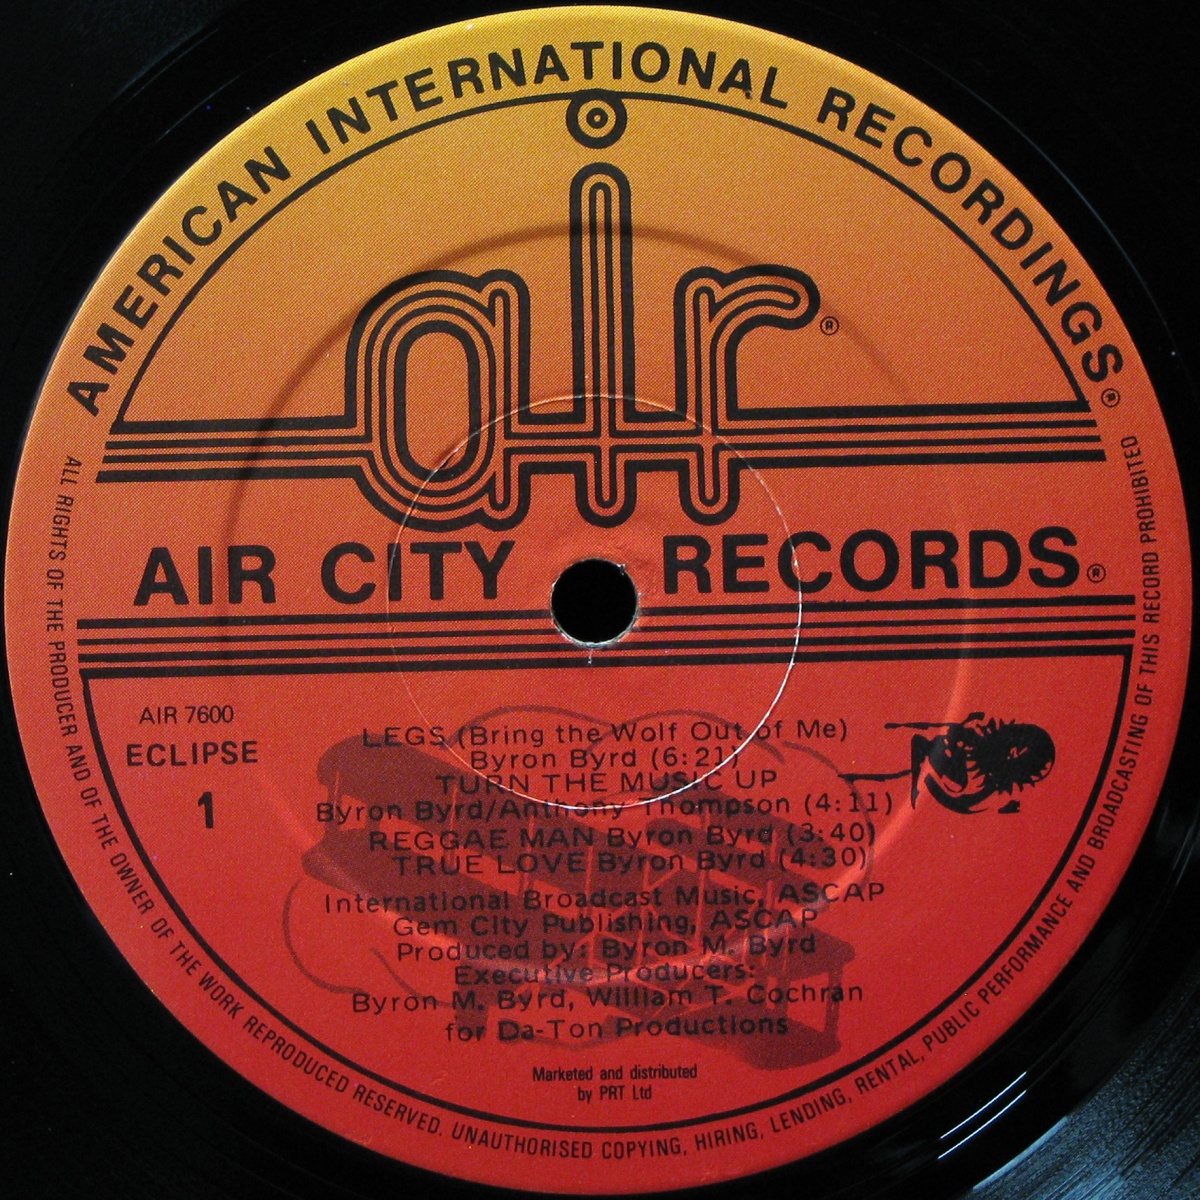 AMERICAN INTERNATIONAL RECORDINGS®
air®
AIR CITY RECORDS®
AIR 7600
ECLIPSE
1
LEGS (Bring the Wolf Out of Me)
Byron Byrd (6:21)
TURN THE MUSIC UP
Byron Byrd/Anthony Thompson (4:11)
REGGAE MAN Byron Byrd (3:40)
TRUE LOVE Byron Byrd (4:30)
International Broadcast Music, ASCAP
Gem City Publishing, ASCAP
Produced by: Byron M. Byrd
Executive Producers:
Byron M. Byrd, William T. Cochran
for Da-Ton Productions
Marketed and distributed
by PRT Ltd
ALL RIGHTS OF THE PRODUCER AND OF THE OWNER OF THE WORK REPRODUCED RESERVED. UNAUTHORISED COPYING, HIRING, LENDING, RENTAL, PUBLIC PERFORMANCE AND BROADCASTING OF THIS RECORD PROHIBITED